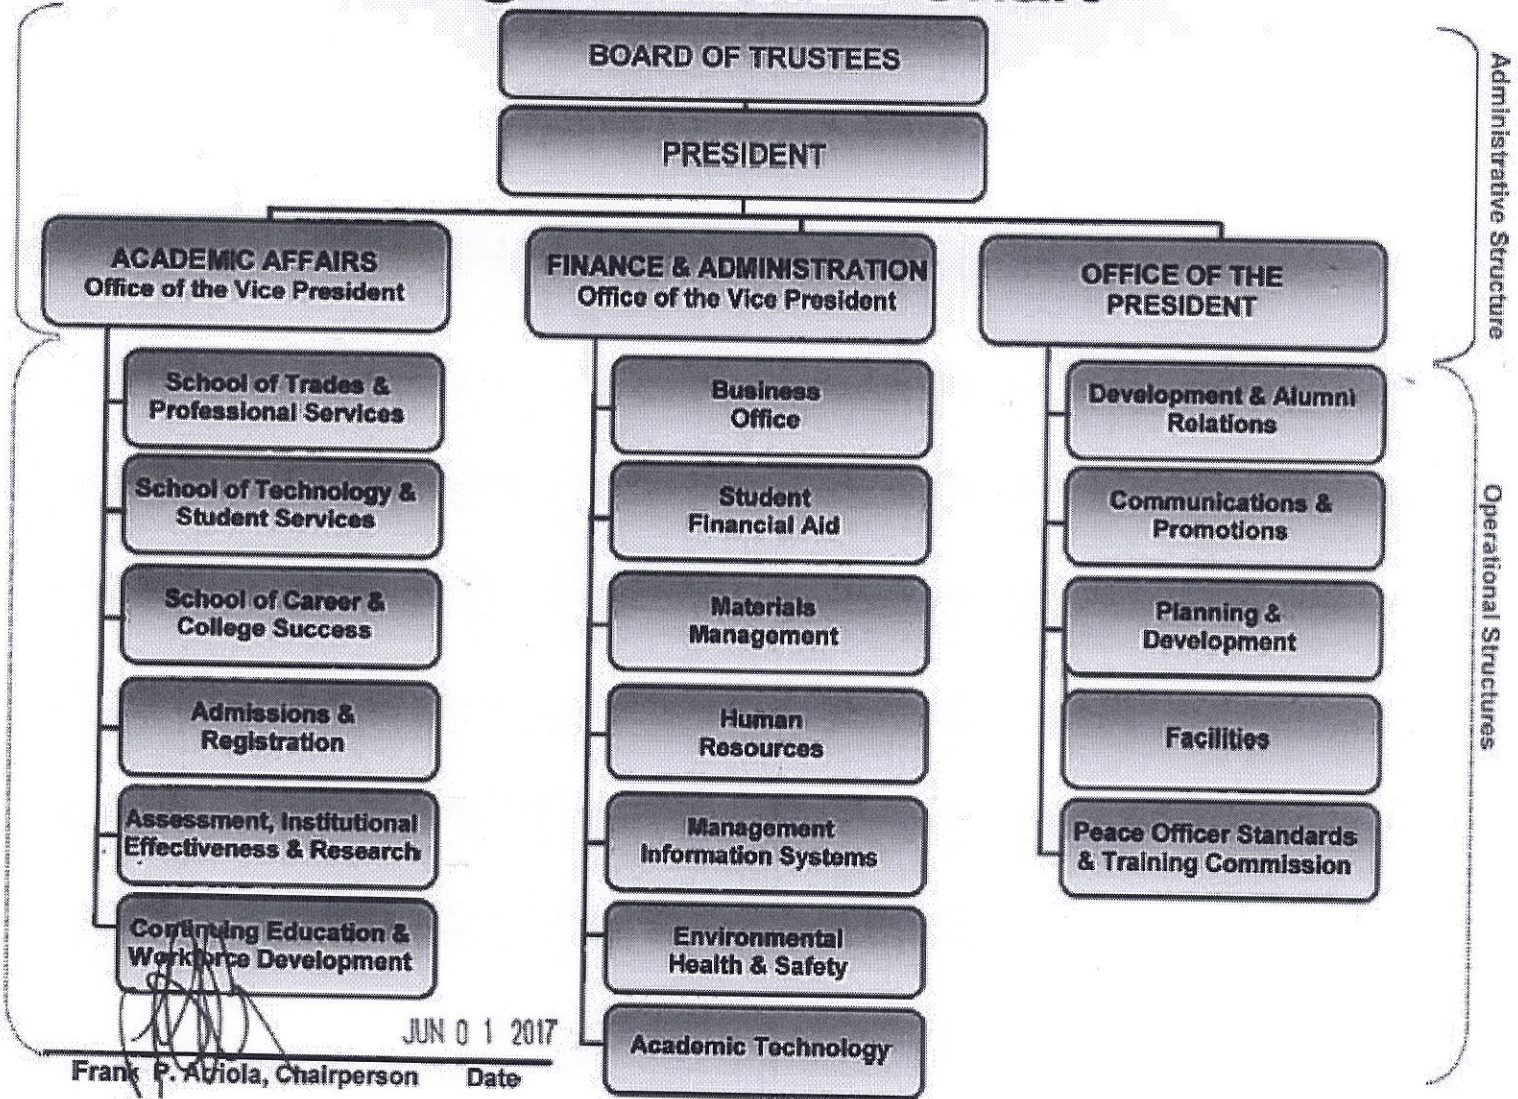 BOARD OF TRUSTEES
PRESIDENT
ACADEMIC AFFAIRS
Office of the Vice President
FINANCE & ADMINISTRATION
Office of the Vice President
OFFICE OF THE
PRESIDENT
Administrative Structure
School of Trades &
Professional Services
School of Technology &
Student Services
School of Career &
College Success
Admissions &
Registration
Assessment, Institutional
Effectiveness & Research
Continuing Education &
Workforce Development
Business
Office
Student
Financial Aid
Materials
Management
Human
Resources
Management
Information Systems
Environmental
Health & Safety
Academic Technology
Development & Alumni
Relations
Communications &
Promotions
Planning &
Development
Facilities
Peace Officer Standards
& Training Commission
Operational Structures
JUN 0 1 2017
Frank P. Chairperson Date